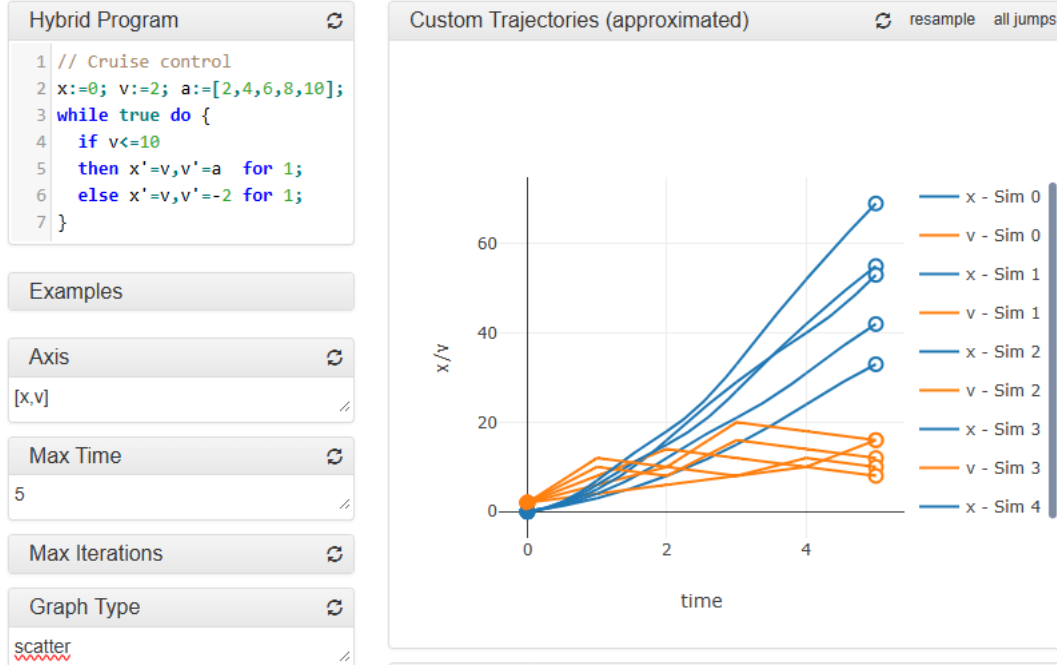 Hybrid Program
1 // Cruise control
2 x:=0; v:=2; a:=[2,4,6,8,10];
3 while true do {
4   if v<=10
5   then x'=v,v'=a  for 1;
6   else x'=v,v'=-2 for 1;
7 }
Examples
Axis
[x,v]
Max Time
5
Max Iterations
Graph Type
scatter
Custom Trajectories (approximated)
resample all jumps
x/v
60
40
20
0
0 2 4
time
x - Sim 0
v - Sim 0
x - Sim 1
v - Sim 1
x - Sim 2
v - Sim 2
x - Sim 3
v - Sim 3
x - Sim 4